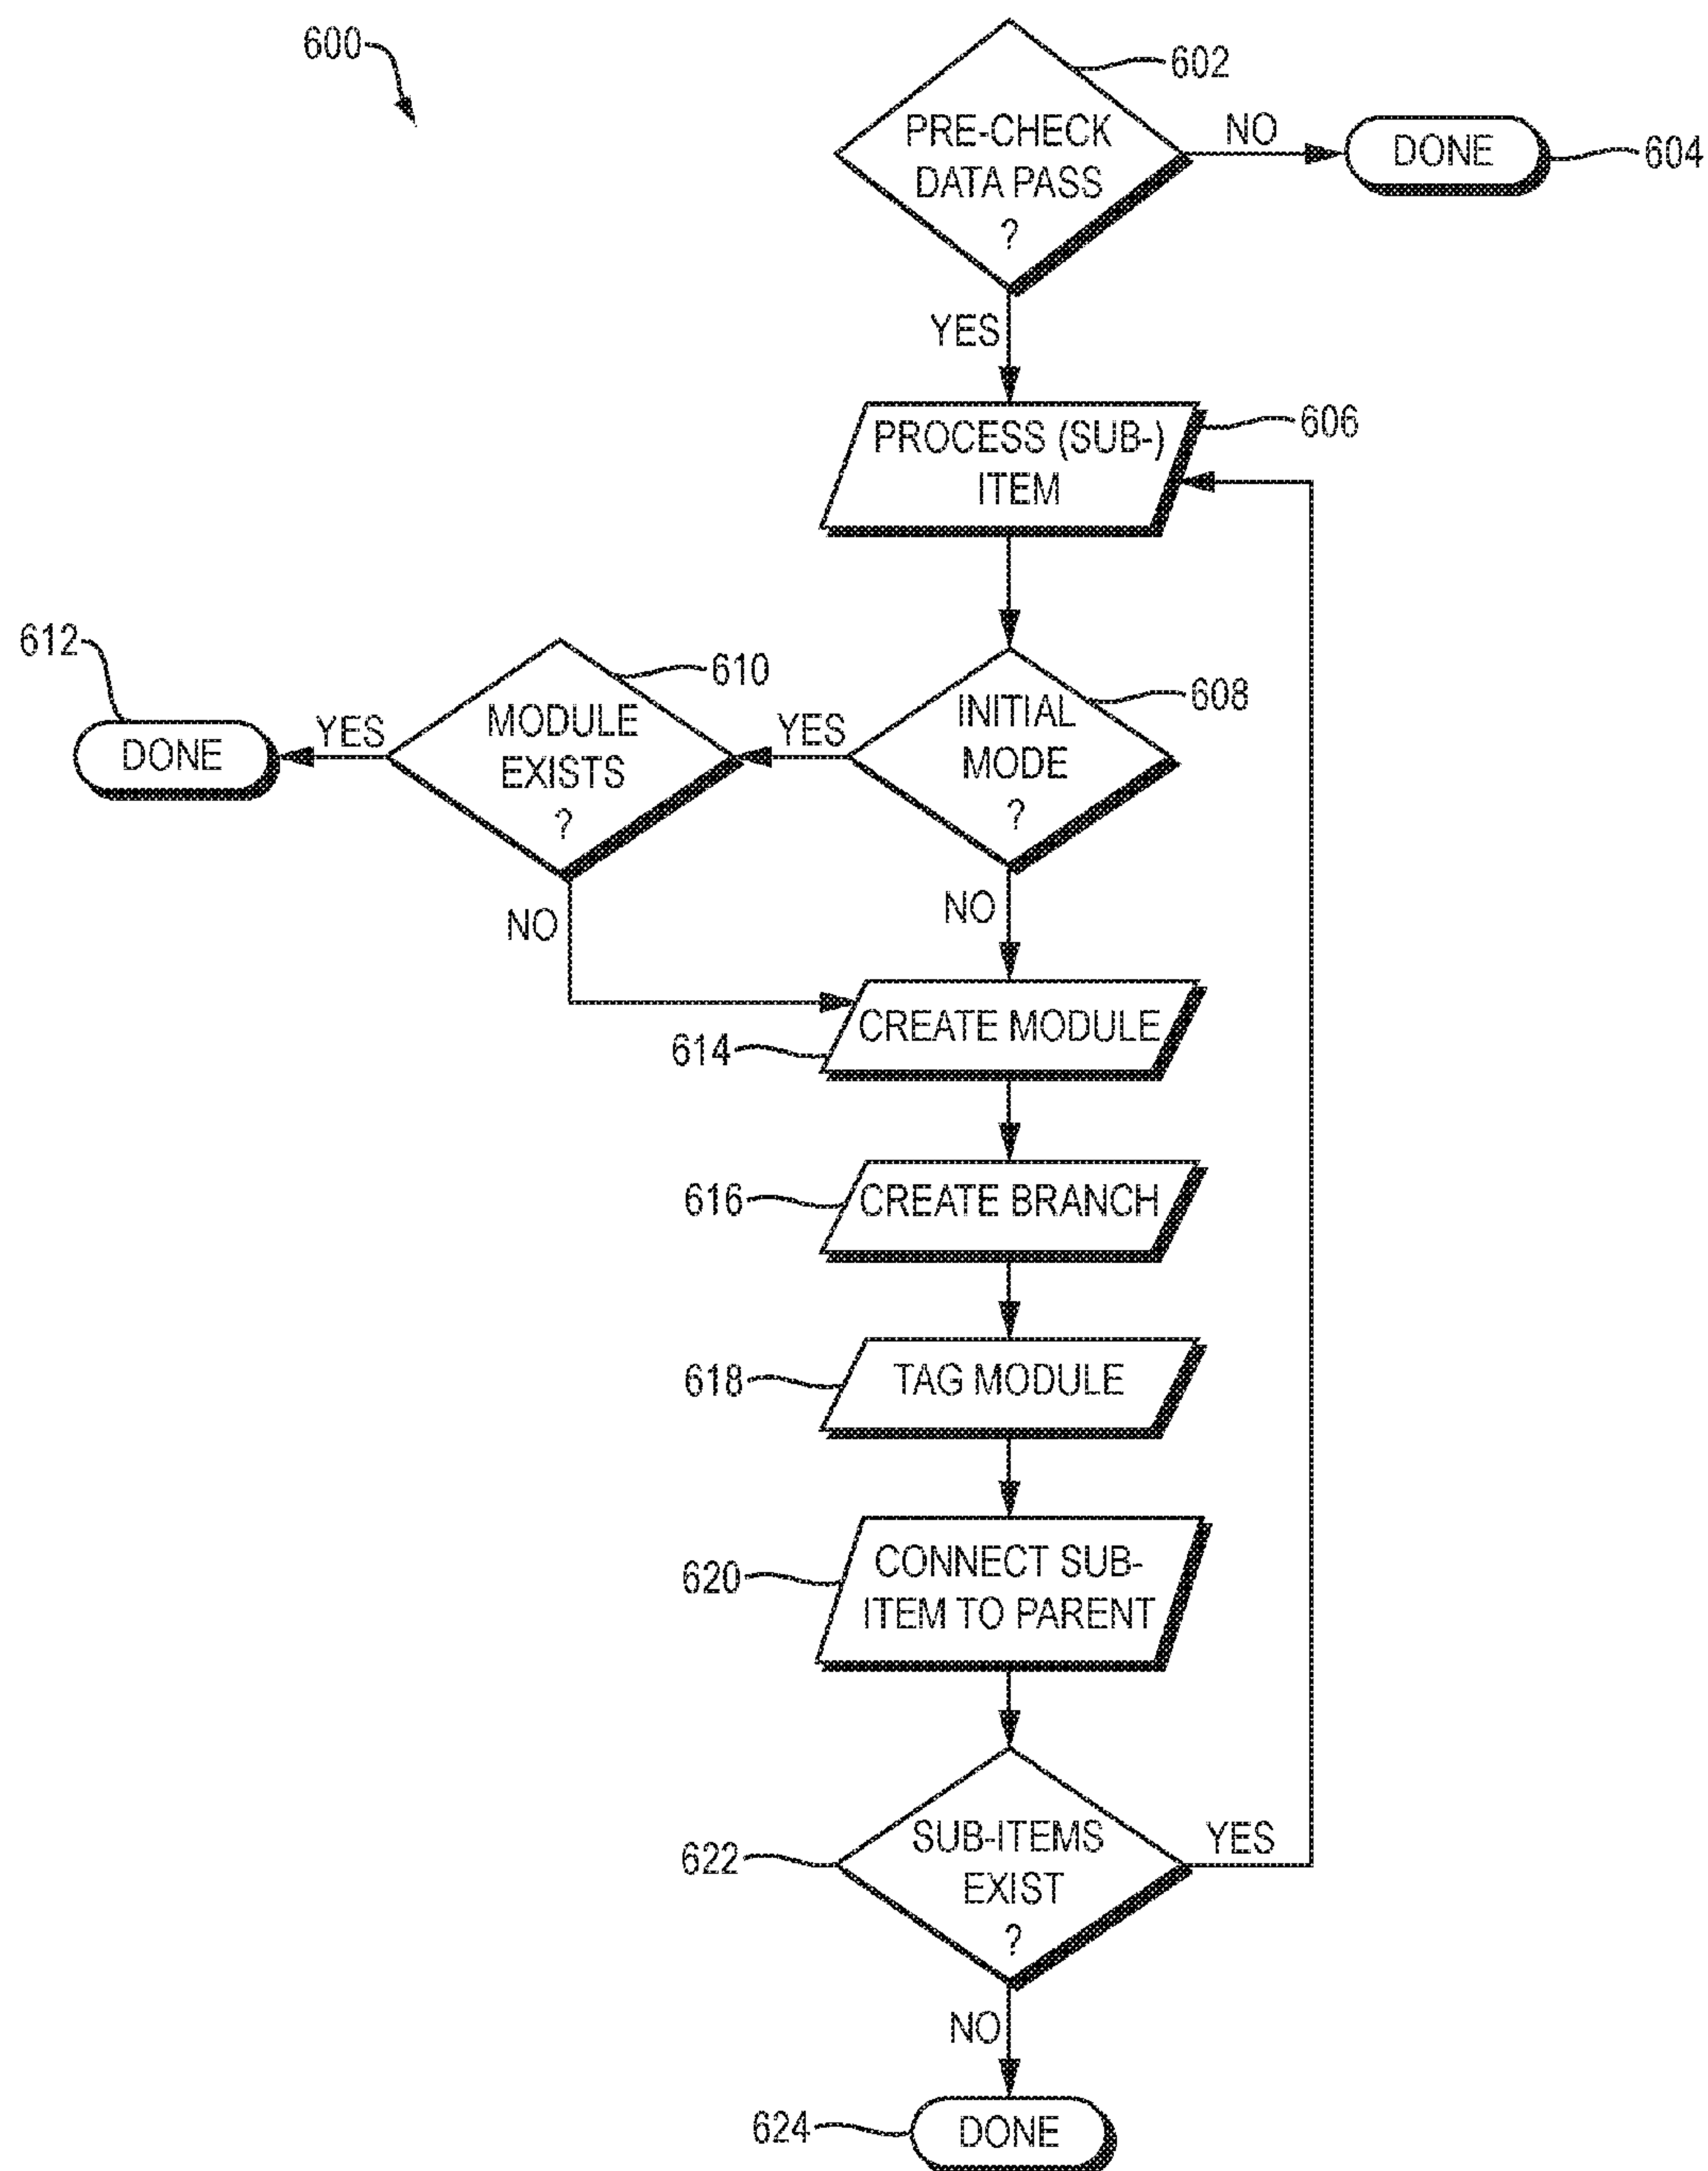 600
602
PRE-CHECK
DATA PASS
?
NO
DONE
604
YES
PROCESS (SUB-)
ITEM
606
612
DONE
YES
610
MODULE
EXISTS
?
YES
608
INITIAL
MODE
?
NO
NO
CREATE MODULE
614
616
CREATE BRANCH
618
TAG MODULE
620
CONNECT SUB-
ITEM TO PARENT
622
SUB-ITEMS
EXIST
?
YES
NO
624
DONE